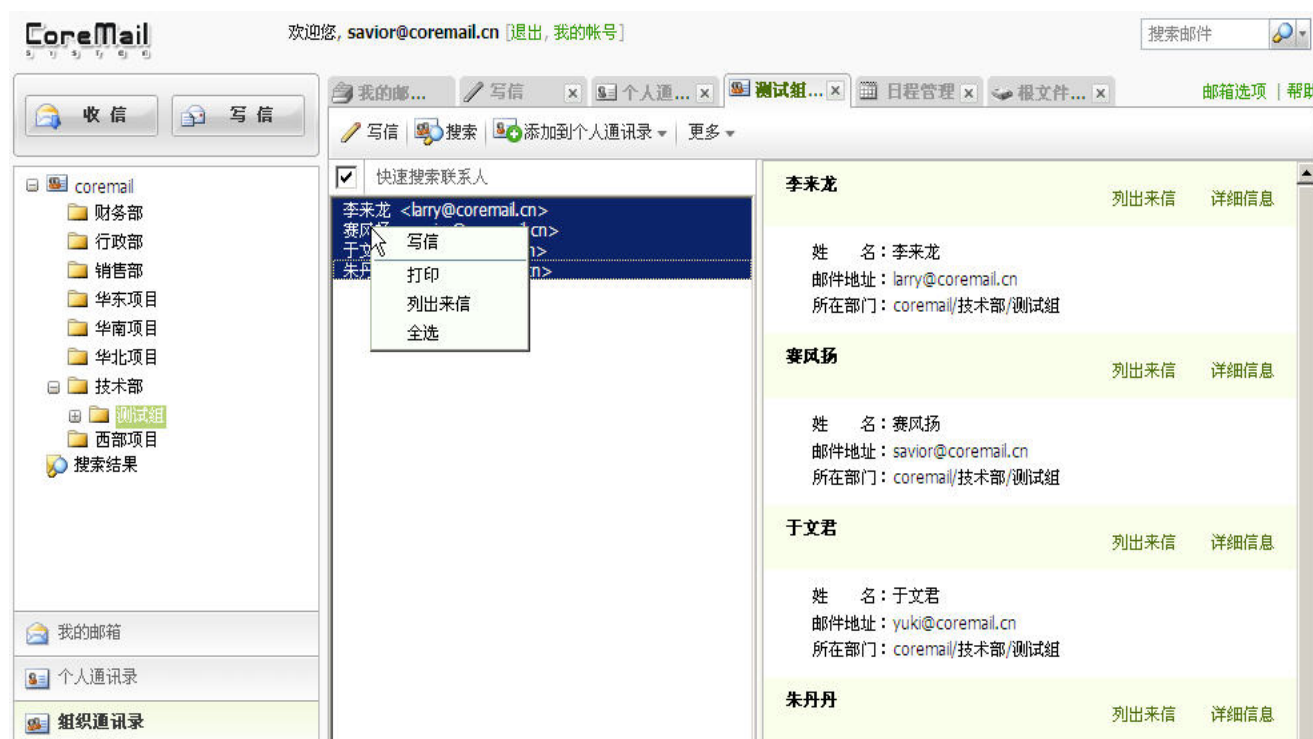 CoreMail
欢迎您, savior@coremail.cn [退出, 我的帐号]
搜索邮件
收信 写信
我的邮... 写信 个人通... 测试组... 日程管理 根文件...
邮箱选项 | 帮助
写信 搜索 添加到个人通讯录 更多
coremail
财务部
行政部
销售部
华东项目
华南项目
华北项目
技术部
测试组
西部项目
搜索结果
我的邮箱
个人通讯录
组织通讯录
快速搜索联系人
李来龙 <larry@coremail.cn>
赛风 cn>
于文 n>
朱丹 n>
写信
打印
列出来信
全选
李来龙 列出来信 详细信息
姓 名：李来龙
邮件地址：larry@coremail.cn
所在部门：coremail/技术部/测试组
赛风扬 列出来信 详细信息
姓 名：赛风扬
邮件地址：savior@coremail.cn
所在部门：coremail/技术部/测试组
于文君 列出来信 详细信息
姓 名：于文君
邮件地址：yuki@coremail.cn
所在部门：coremail/技术部/测试组
朱丹丹 列出来信 详细信息